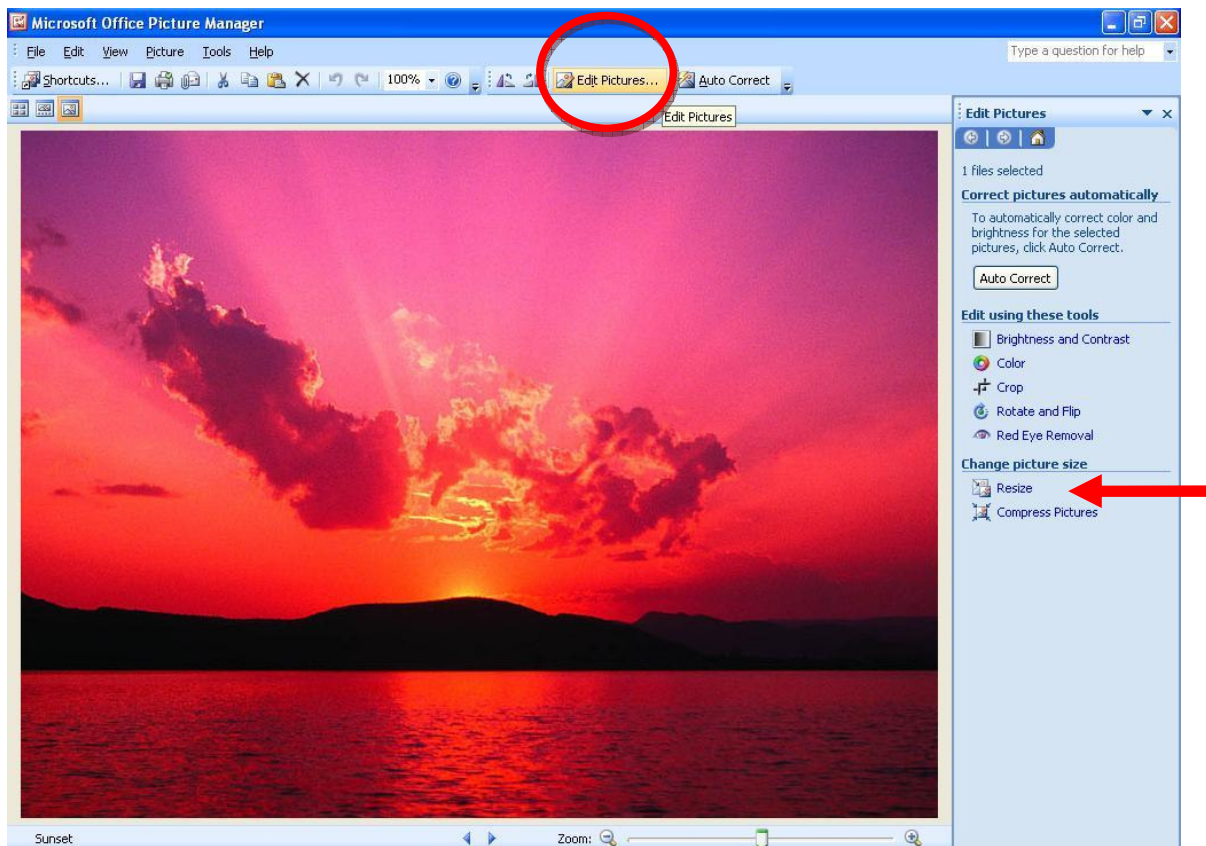 Microsoft Office Picture Manager
File Edit View Picture Tools Help
Type a question for help
Shortcuts... 100% Edit Pictures... Auto Correct
Edit Pictures
Edit Pictures
1 files selected
Correct pictures automatically
To automatically correct color and
brightness for the selected
pictures, click Auto Correct.
Auto Correct
Edit using these tools
Brightness and Contrast
Color
Crop
Rotate and Flip
Red Eye Removal
Change picture size
Resize
Compress Pictures
Sunset Zoom: